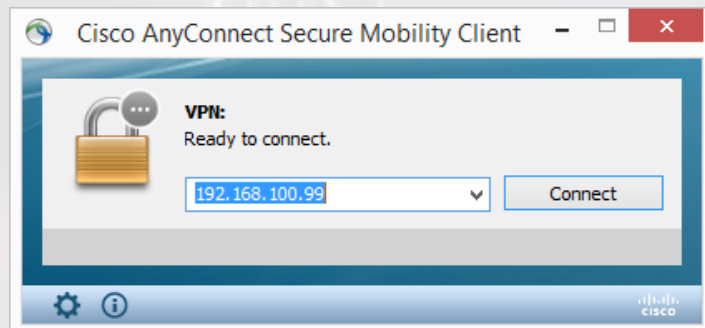 Cisco AnyConnect Secure Mobility Client
VPN:
Ready to connect.
192.168.100.99
Connect
CISCO